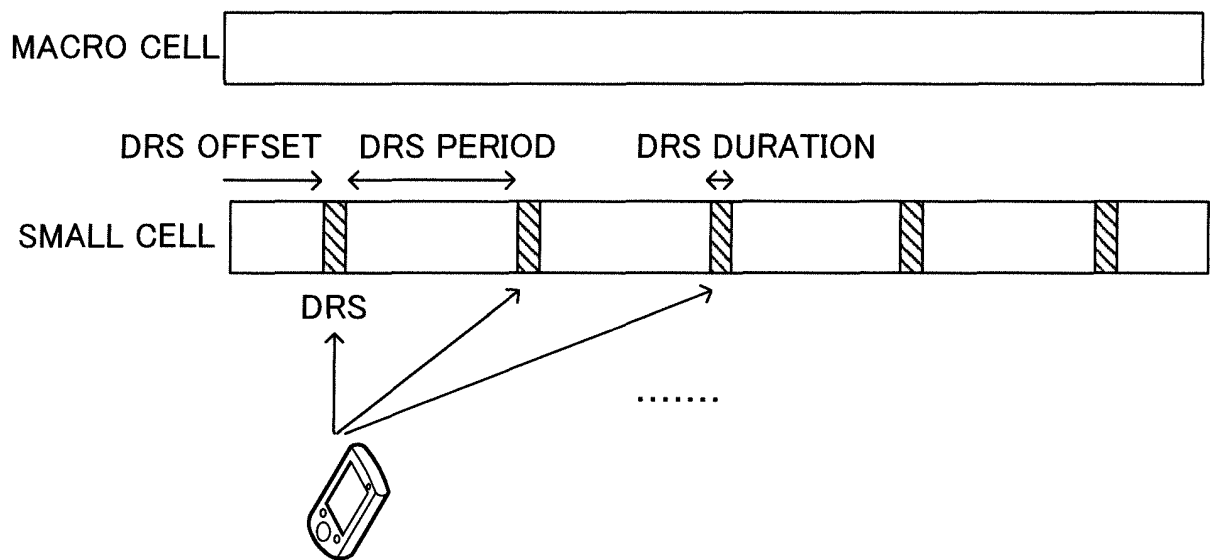 MACRO CELL
DRS OFFSET
DRS PERIOD
DRS DURATION
SMALL CELL
DRS
.......